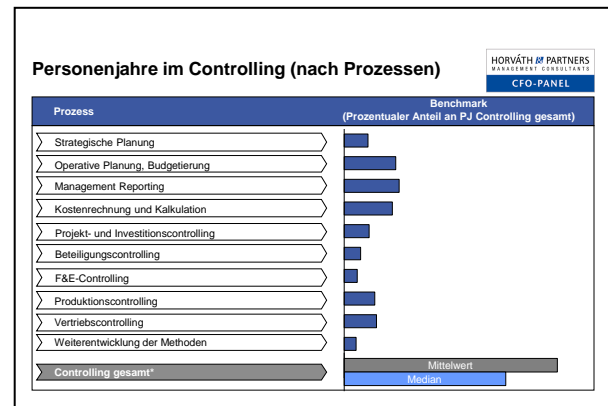 Personenjahre im Controlling (nach Prozessen)
HORVÁTH & PARTNERS
MANAGEMENT CONSULTANTS
CFO-PANEL
Prozess
Benchmark
(Prozentualer Anteil an PJ Controlling gesamt)
Strategische Planung
Operative Planung, Budgetierung
Management Reporting
Kostenrechnung und Kalkulation
Projekt- und Investitionscontrolling
Beteiligungscontrolling
F&E-Controlling
Produktionscontrolling
Vertriebscontrolling
Weiterentwicklung der Methoden
Controlling gesamt*
Mittelwert
Median